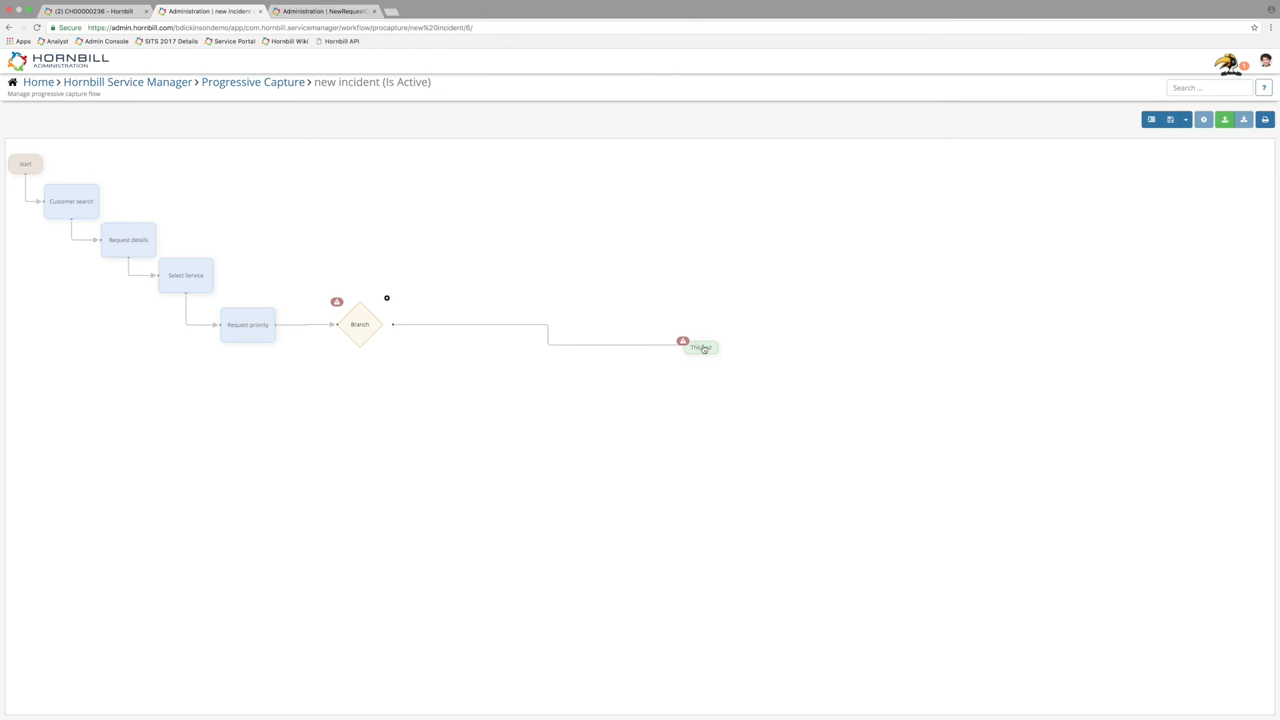 (2) CH00000236 - Hornbill
Administration | new incident
Administration | NewRequestC
Secure https://admin.hornbill.com/bdickinsondemo/app/com.hornbill.servicemanager/workflow/procapture/new%20incident/6/
Apps Analyst Admin Console SITS 2017 Details Service Portal Hornbill Wiki Hornbill API
HORNBILL
ADMINISTRATION
1
Home > Hornbill Service Manager > Progressive Capture > new incident (Is Active)
Manage progressive capture flow
Search ...
?
start
Customer search
Request details
Select Service
Request priority
Branch